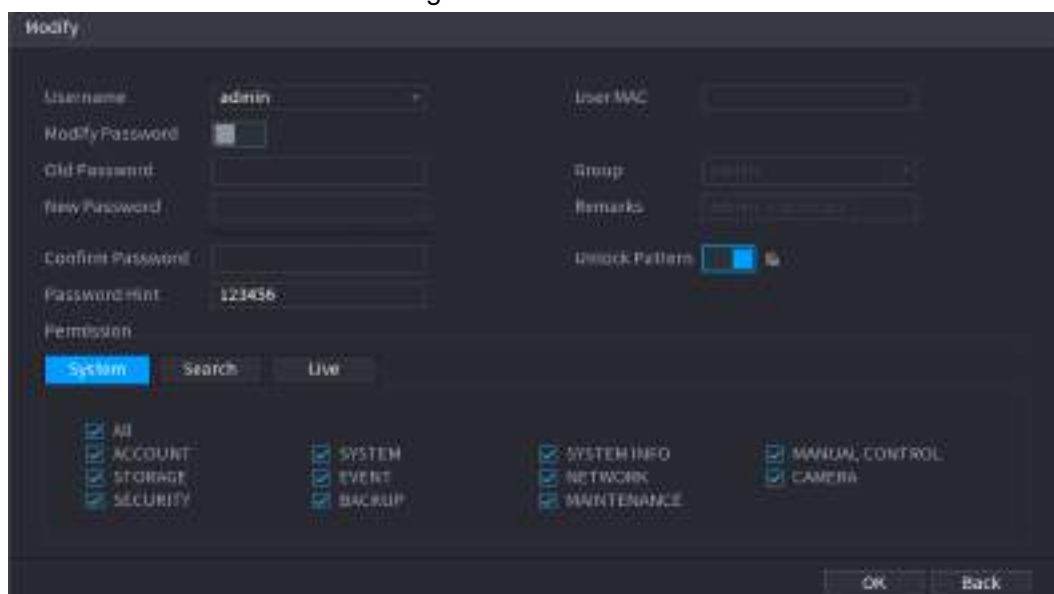 Modify
Username admin User MAC
Modify Password
Old Password Group admin
New Password Remarks
Confirm Password Unlock Pattern
Password Hint 123456
Permission
System Search Live
All
ACCOUNT SYSTEM SYSTEM INFO MANUAL CONTROL
STORAGE EVENT NETWORK CAMERA
SECURITY BACKUP MAINTENANCE
OK Back